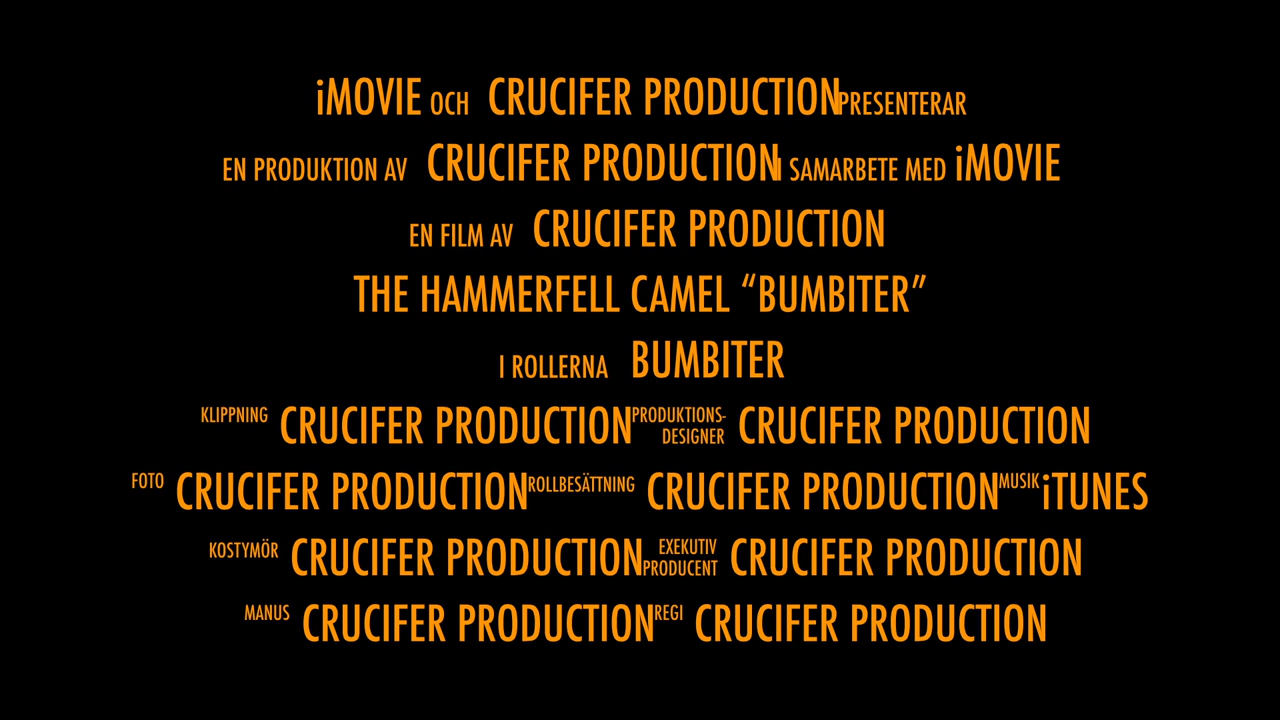 iMOVIE OCH CRUCIFER PRODUCTION PRESENTERAR
EN PRODUKTION AV CRUCIFER PRODUCTION I SAMARBETE MED iMOVIE
EN FILM AV CRUCIFER PRODUCTION
THE HAMMERFELL CAMEL “BUMBITER”
I ROLLERNA BUMBITER
KLIPPNING CRUCIFER PRODUCTION PRODUKTIONS-DESIGNER CRUCIFER PRODUCTION
FOTO CRUCIFER PRODUCTION ROLLBESÄTTNING CRUCIFER PRODUCTION MUSIK iTUNES
KOSTYMÖR CRUCIFER PRODUCTION EXEKUTIV PRODUCENT CRUCIFER PRODUCTION
MANUS CRUCIFER PRODUCTION REGI CRUCIFER PRODUCTION